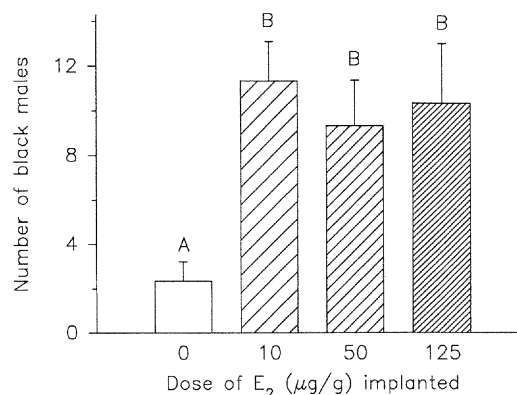 Number of black males
12
8
4
0
A
B
B
B
0 10 50 125
Dose of E₂ (μg/g) implanted